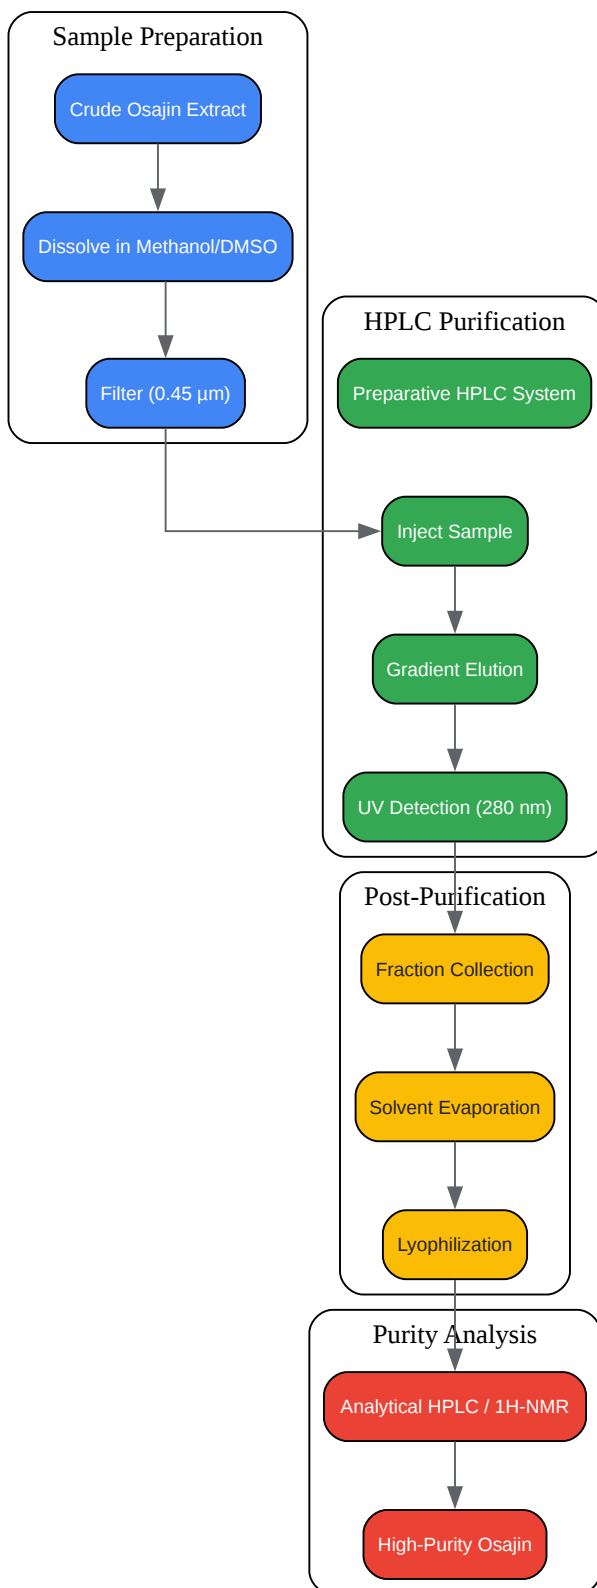 Sample Preparation
Crude Osajin Extract
Dissolve in Methanol/DMSO
Filter (0.45 µm)
HPLC Purification
Preparative HPLC System
Inject Sample
Gradient Elution
UV Detection (280 nm)
Post-Purification
Fraction Collection
Solvent Evaporation
Lyophilization
Purity Analysis
Analytical HPLC / 1H-NMR
High-Purity Osajin